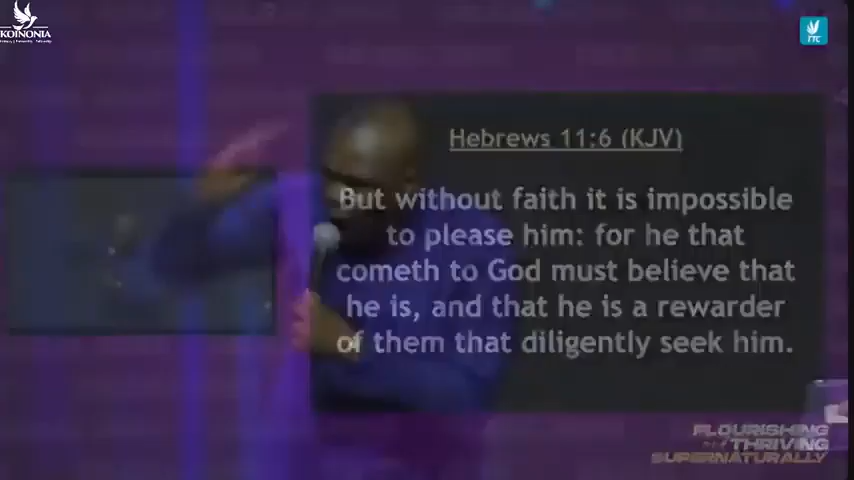 KOINONIA
TTC
Hebrews 11:6 (KJV)
But without faith it is impossible
to please him: for he that
cometh to God must believe that
he is, and that he is a rewarder
of them that diligently seek him.
FLOURISHING
THRIVING
SUPERNATURALLY